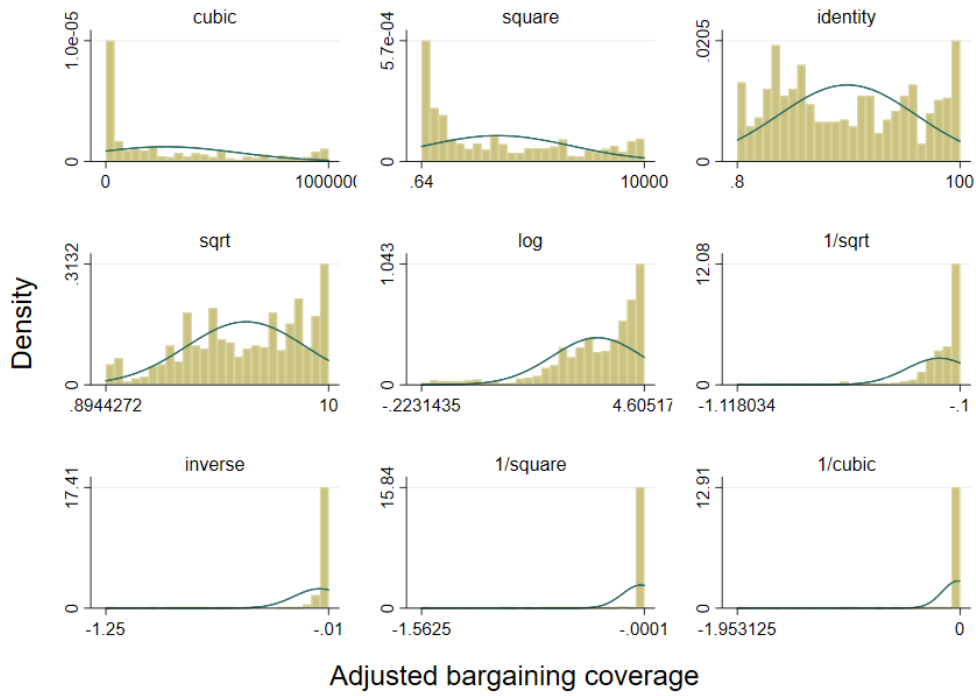 cubic
1.0e-05
0
0
1000000
square
5.7e-04
0
.64
10000
identity
.0205
0
.8
100
sqrt
.3132
0
.8944272
10
log
1.043
0
-.2231435
4.60517
1/sqrt
12.08
0
-1.118034
-.1
inverse
17.41
0
-1.25
-.01
1/square
15.84
0
-1.5625
-.0001
1/cubic
12.91
0
-1.953125
0
Density
Adjusted bargaining coverage